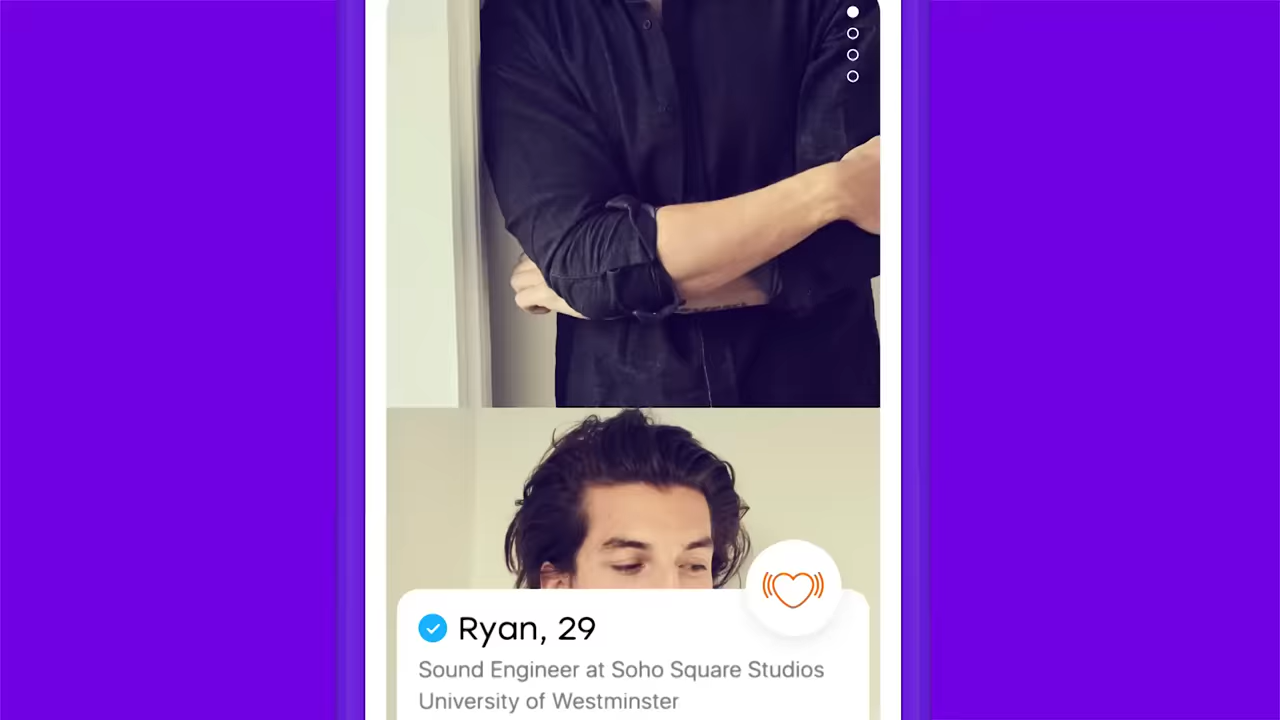 Ryan, 29
Sound Engineer at Soho Square Studios
University of Westminster